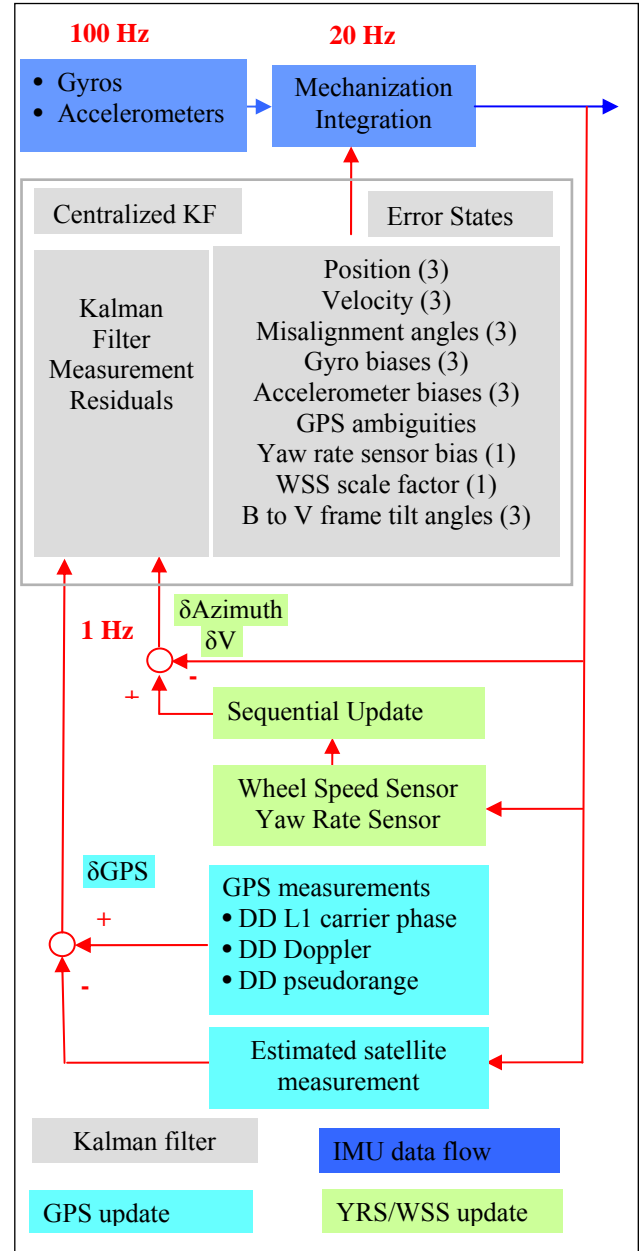 100 Hz
20 Hz
• Gyros
• Accelerometers
Mechanization
Integration
Centralized KF
Error States
Kalman
Filter
Measurement
Residuals
Position (3)
Velocity (3)
Misalignment angles (3)
Gyro biases (3)
Accelerometer biases (3)
GPS ambiguities
Yaw rate sensor bias (1)
WSS scale factor (1)
B to V frame tilt angles (3)
1 Hz
δAzimuth
δV
-
+
Sequential Update
Wheel Speed Sensor
Yaw Rate Sensor
δGPS
+
-
GPS measurements
• DD L1 carrier phase
• DD Doppler
• DD pseudorange
Estimated satellite
measurement
Kalman filter
IMU data flow
GPS update
YRS/WSS update